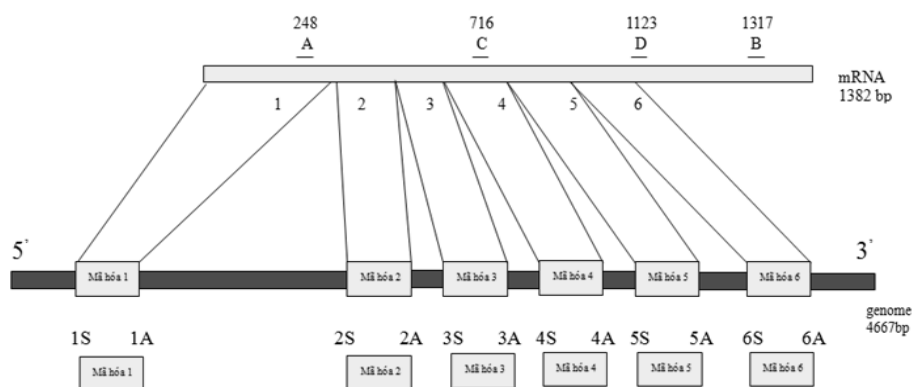 248 716 1123 1317
A C D B
mRNA
1382 bp
1 2 3 4 5 6
5' 3'
Mã hóa 1 Mã hóa 2 Mã hóa 3 Mã hóa 4 Mã hóa 5 Mã hóa 6
genome
4667bp
1S 1A 2S 2A 3S 3A 4S 4A 5S 5A 6S 6A
Mã hóa 1 Mã hóa 2 Mã hóa 3 Mã hóa 4 Mã hóa 5 Mã hóa 6